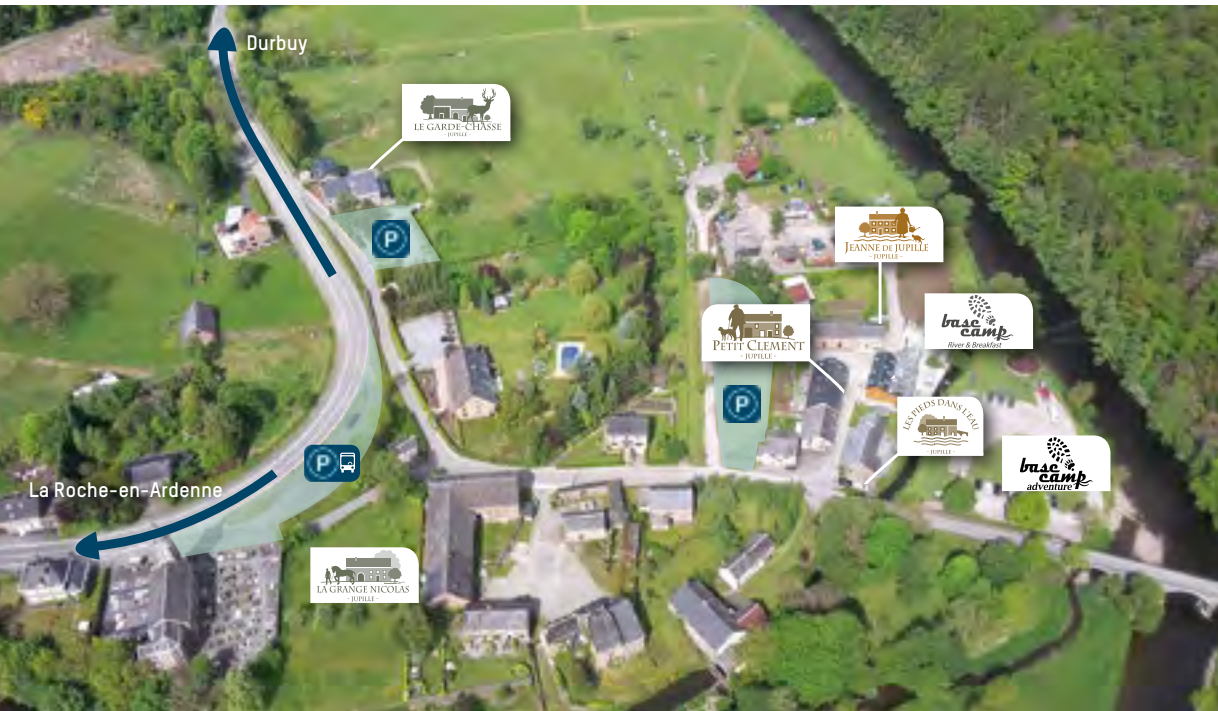 Durbuy
LE GARDE-CHASSE
- JUPILLE -
P
JEANNE DE JUPILLE
- JUPILLE -
base camp
River & Breakfast
PETIT CLEMENT
- JUPILLE -
P
LES PIEDS DANS L'EAU
- JUPILLE -
base camp
adventure
P
La Roche-en-Ardenne
LA GRANGE NICOLAS
- JUPILLE -